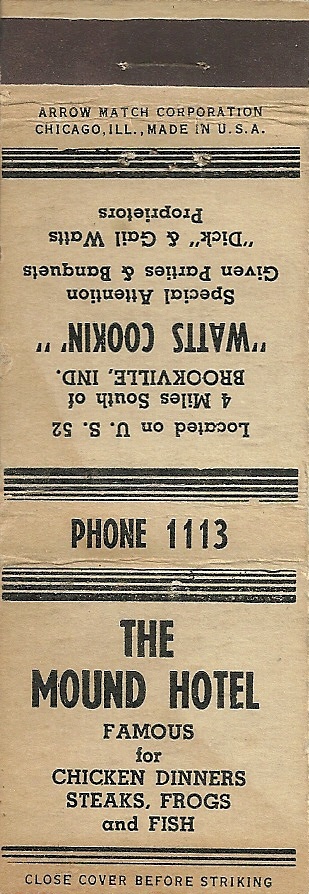 ARROW MATCH CORPORATION
CHICAGO, ILL., MADE IN U.S.A.
Located on U. S. 52
4 Miles South of
BROOKVILLE, IND.
"WATTS COOKIN' "
Special Attention
Given Parties & Banquets
"Dick" & Gail Watts
Proprietors
PHONE 1113
THE
MOUND HOTEL
FAMOUS
for
CHICKEN DINNERS
STEAKS, FROGS
and FISH
CLOSE COVER BEFORE STRIKING